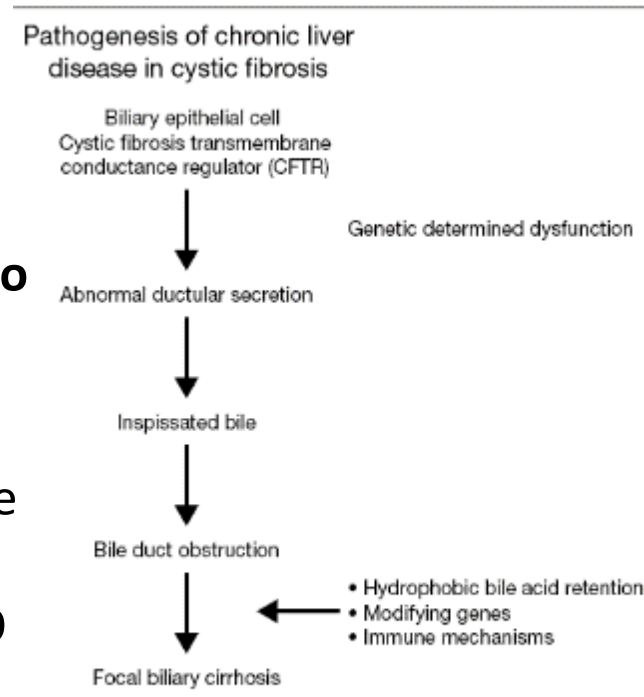 Pathogenesis of chronic liver
disease in cystic fibrosis
Biliary epithelial cell
Cystic fibrosis transmembrane
conductance regulator (CFTR)
Genetic determined dysfunction
o
Abnormal ductular secretion
Inspissated bile
e
Bile duct obstruction
• Hydrophobic bile acid retention
• Modifying genes
• Immune mechanisms
Focal biliary cirrhosis